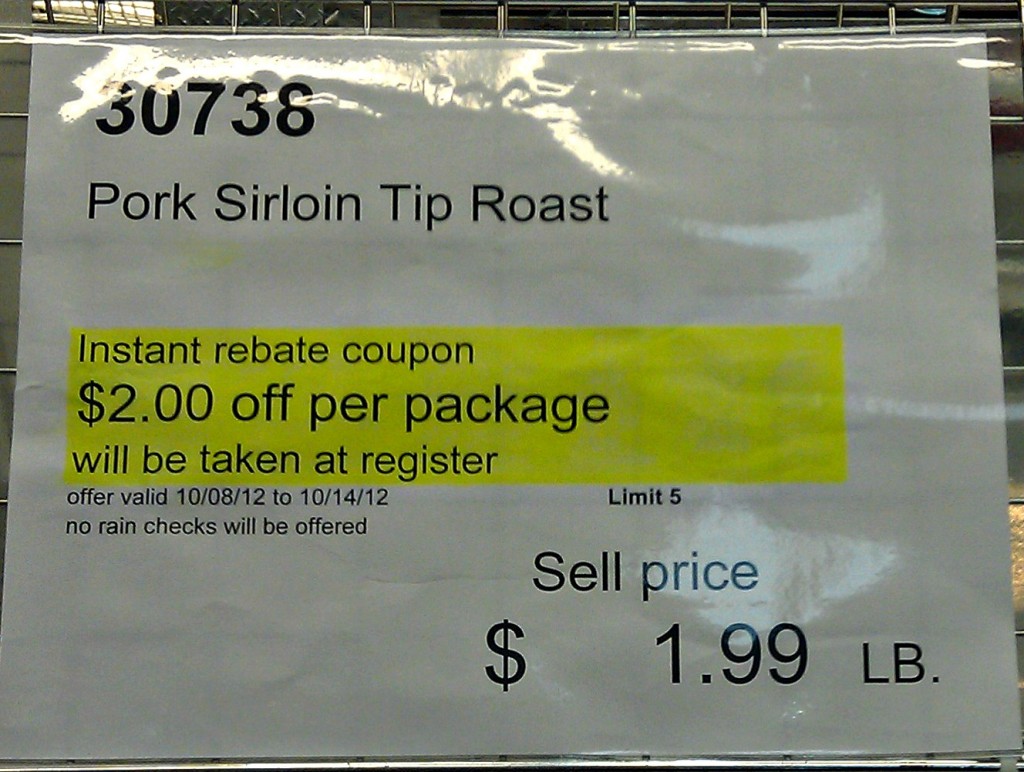 30738
Pork Sirloin Tip Roast
Instant rebate coupon
$2.00 off per package
will be taken at register
offer valid 10/08/12 to 10/14/12 Limit 5
no rain checks will be offered
Sell price
$ 1.99 LB.